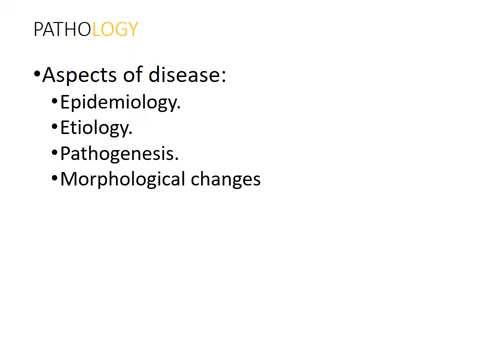 PATHOLOGY
•Aspects of disease:
•Epidemiology.
•Etiology.
•Pathogenesis.
•Morphological changes